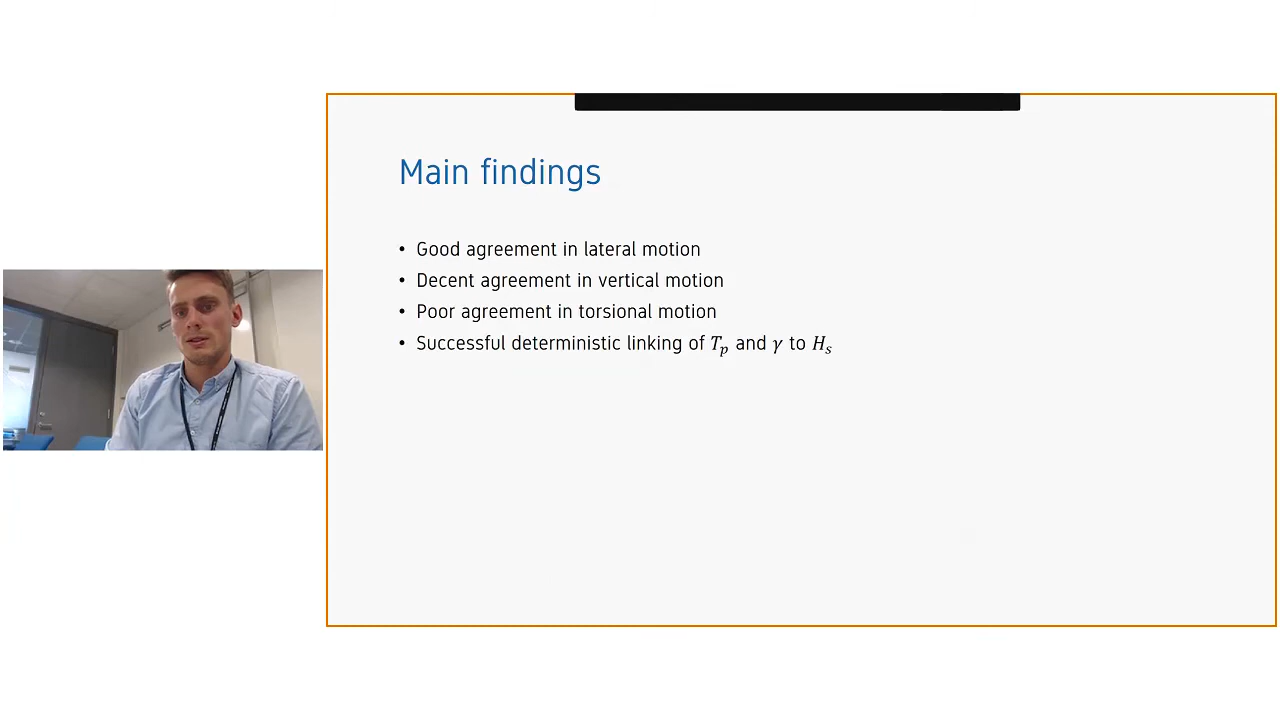 Main findings
• Good agreement in lateral motion
• Decent agreement in vertical motion
• Poor agreement in torsional motion
• Successful deterministic linking of Tₚ and γ to Hₛ